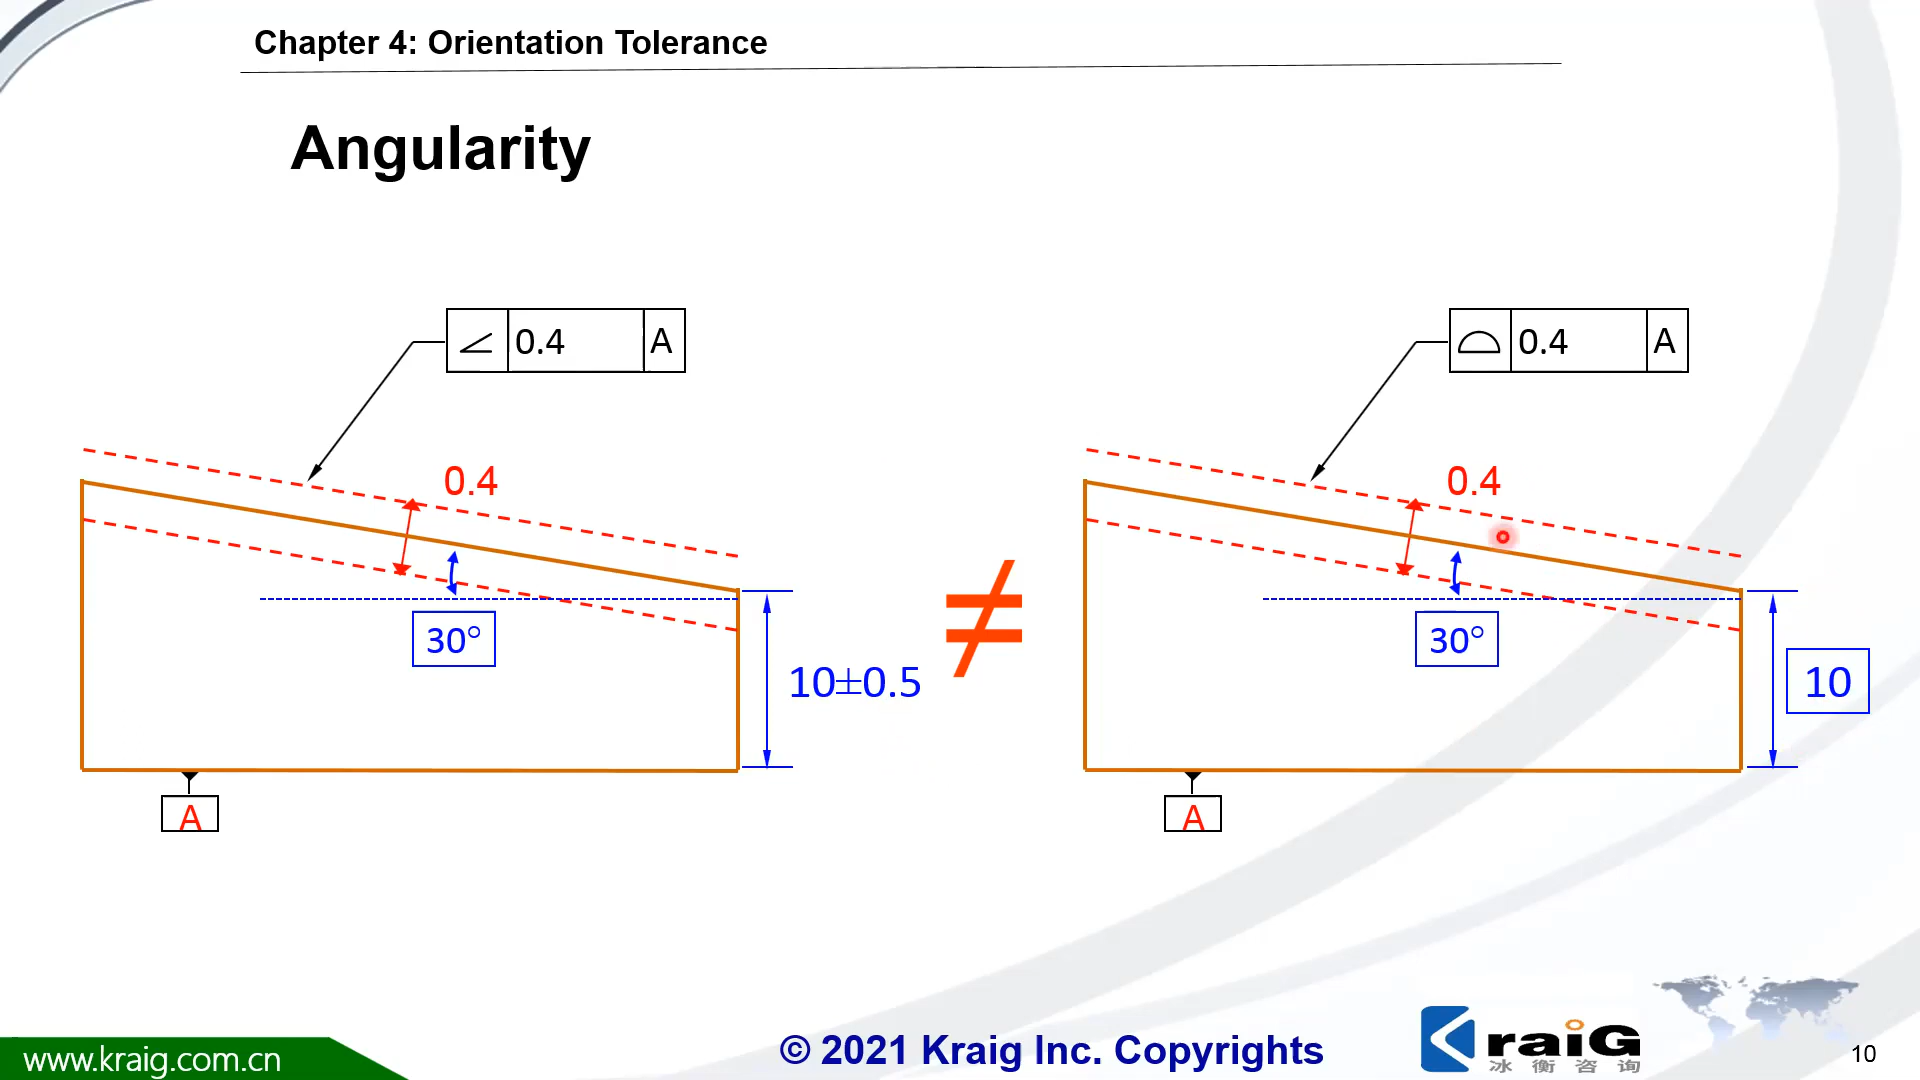 Chapter 4: Orientation Tolerance
Angularity
∠ 0.4 A
⌓ 0.4 A
0.4
0.4
30°
30°
10±0.5
≠
10
A
A
www.kraig.com.cn
© 2021 Kraig Inc. Copyrights
KraiG
冰衡咨询
10